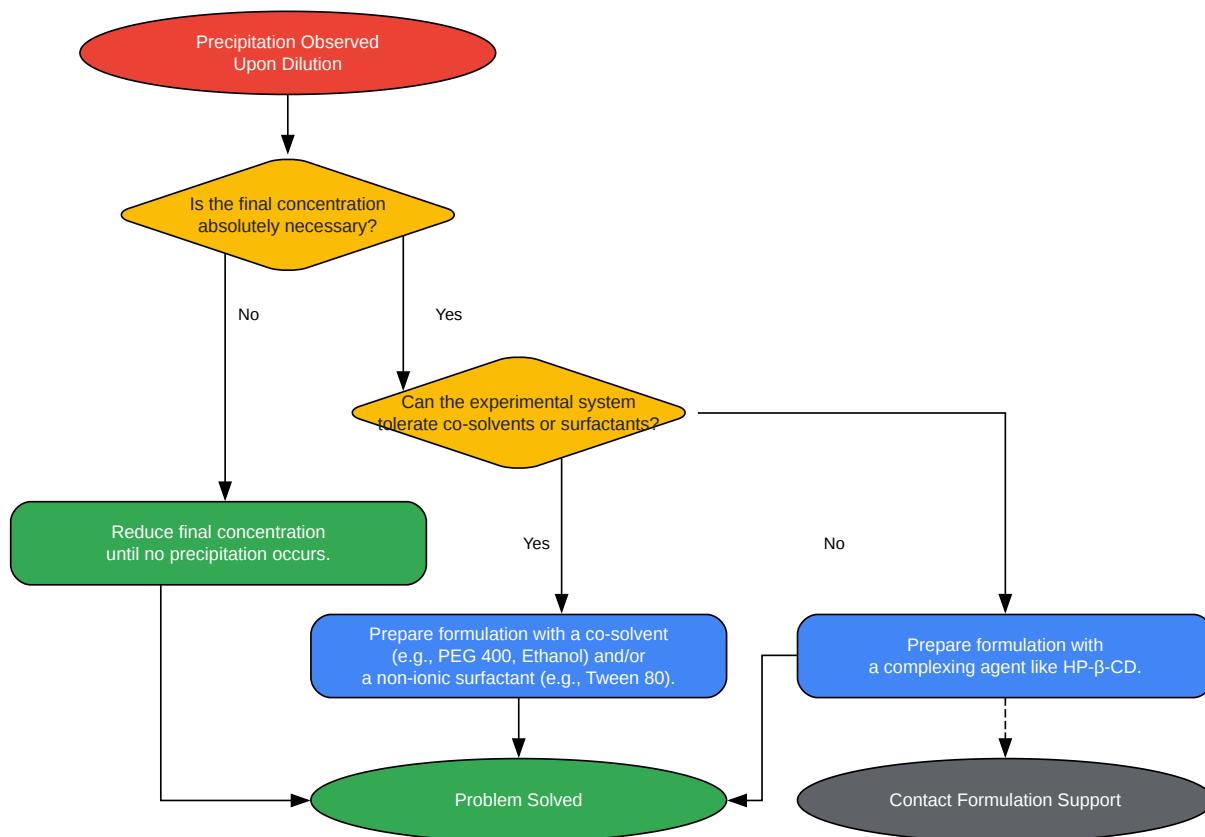 Precipitation Observed
Upon Dilution
Is the final concentration
absolutely necessary?
No
Yes
Can the experimental system
tolerate co-solvents or surfactants?
Reduce final concentration
until no precipitation occurs.
Yes
No
Prepare formulation with a co-solvent
(e.g., PEG 400, Ethanol) and/or
a non-ionic surfactant (e.g., Tween 80).
Prepare formulation with
a complexing agent like HP-β-CD.
Problem Solved
Contact Formulation Support